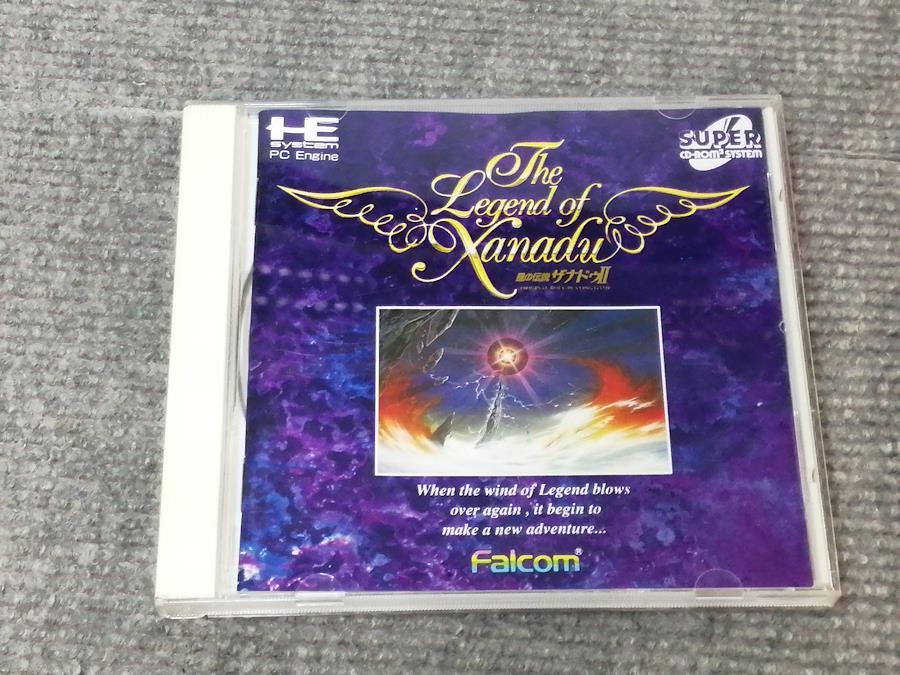 HE
system
PC Engine
SUPER
CD-ROM² SYSTEM
The
Legend of
Xanadu
風の伝説 ザナドゥII
When the wind of Legend blows
over again , it begin to
make a new adventure...
Falcom®